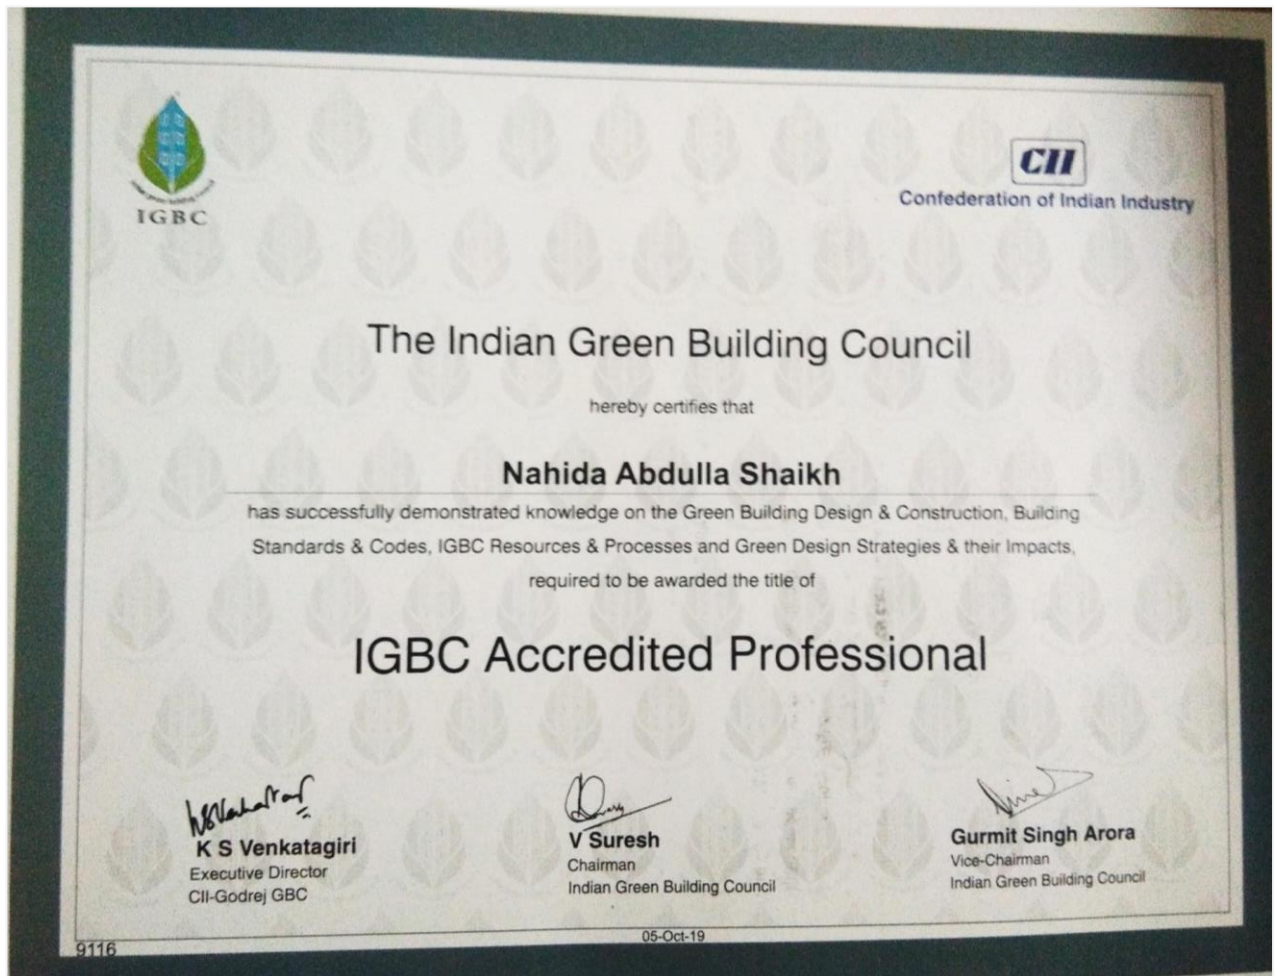 IGBC
CII
Confederation of Indian Industry
The Indian Green Building Council
hereby certifies that
Nahida Abdulla Shaikh
has successfully demonstrated knowledge on the Green Building Design & Construction, Building
Standards & Codes, IGBC Resources & Processes and Green Design Strategies & their Impacts,
required to be awarded the title of
IGBC Accredited Professional
K S Venkatagiri
Executive Director
CII-Godrej GBC
V Suresh
Chairman
Indian Green Building Council
Gurmit Singh Arora
Vice-Chairman
Indian Green Building Council
9116
05-Oct-19